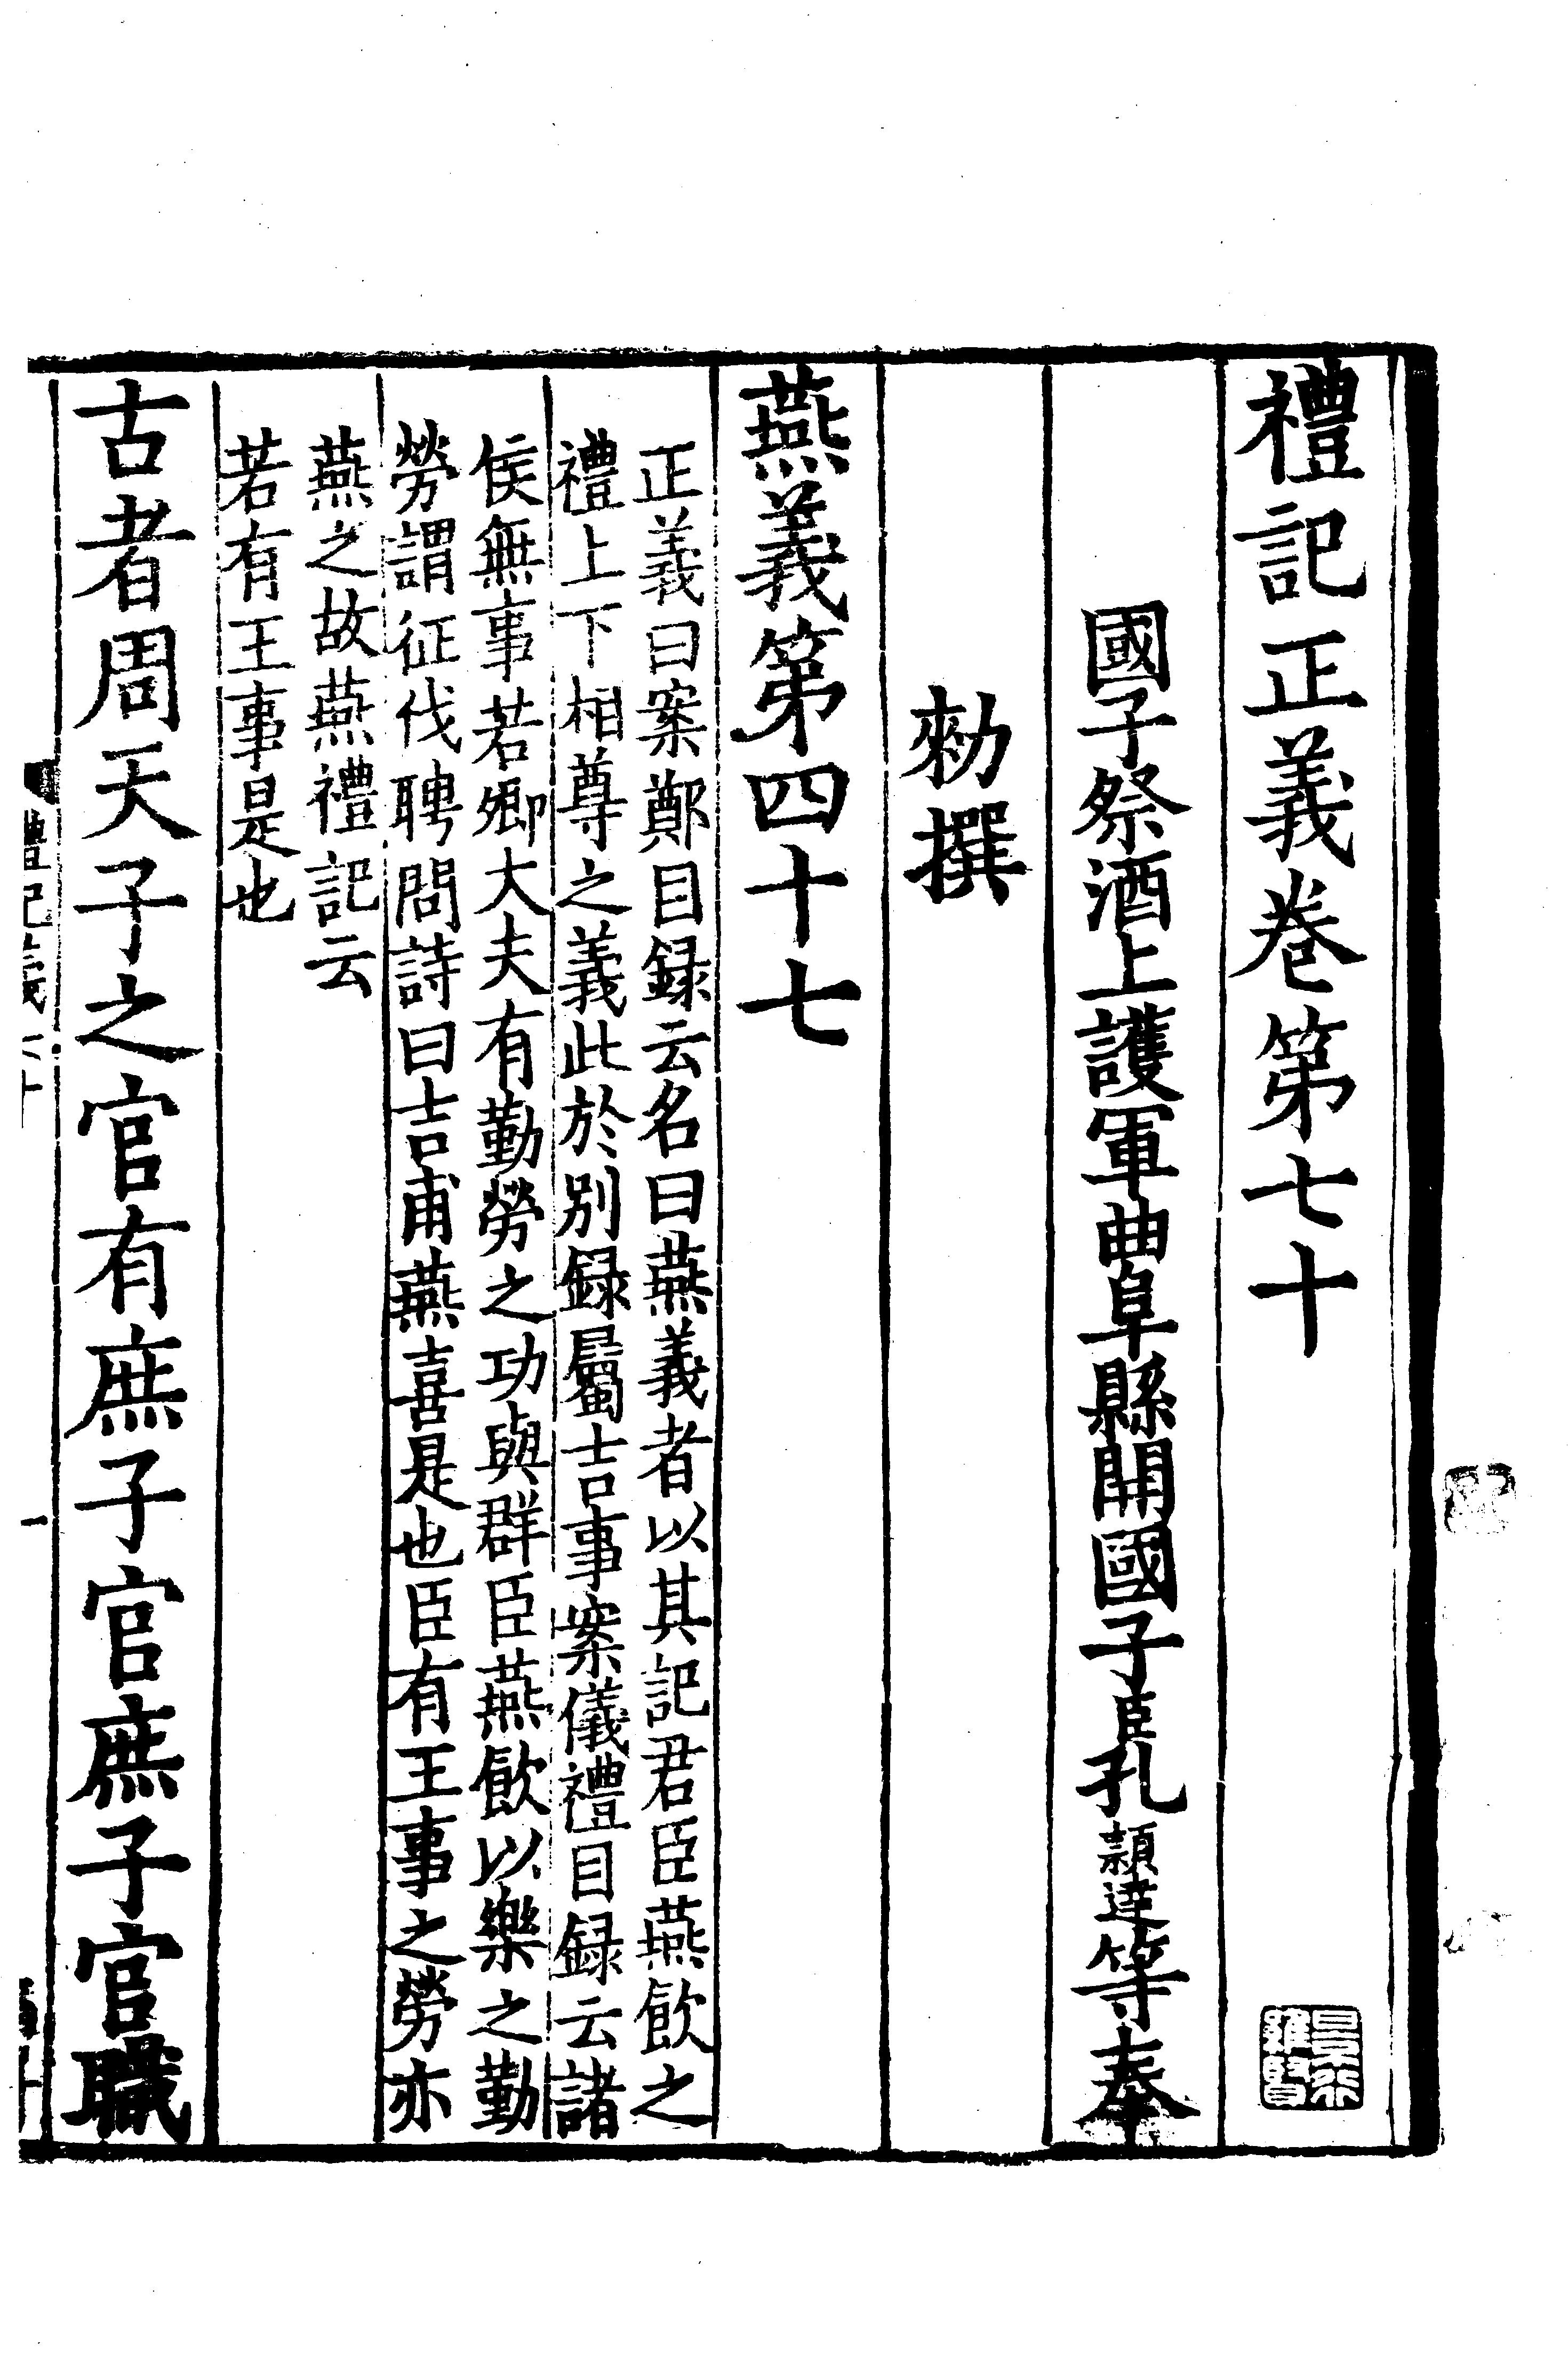 禮記正義卷第七十
國子祭酒上護軍曲阜縣開國子臣孔穎達等奉
勑撰
燕義第四十七
正義曰案鄭目録云名曰燕義者以其記君臣燕飲之
禮上下相尊之義此於別録屬吉事案儀禮目録云諸
侯無事若卿大夫有勤勞之功與群臣燕飲以樂之勤
勞謂征伐聘問詩曰吉甫燕喜是也臣有王事之勞亦
燕之故燕禮記云
若有王事是也
古者周天子之官有庶子官庶子官職